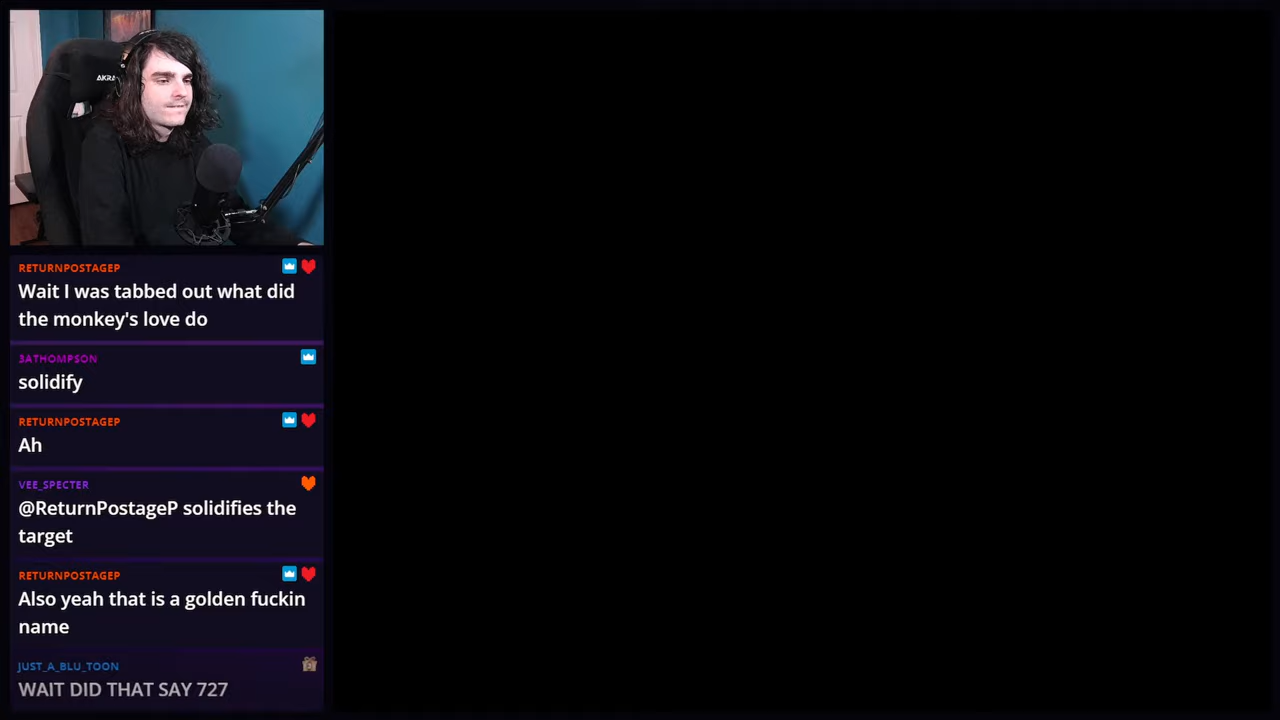 AKRA
RETURNPOSTAGEP
Wait I was tabbed out what did
the monkey's love do
3ATHOMPSON
solidify
RETURNPOSTAGEP
Ah
VEE_SPECTER
@ReturnPostageP solidifies the
target
RETURNPOSTAGEP
Also yeah that is a golden fuckin
name
JUST_A_BLU_TOON
WAIT DID THAT SAY 727